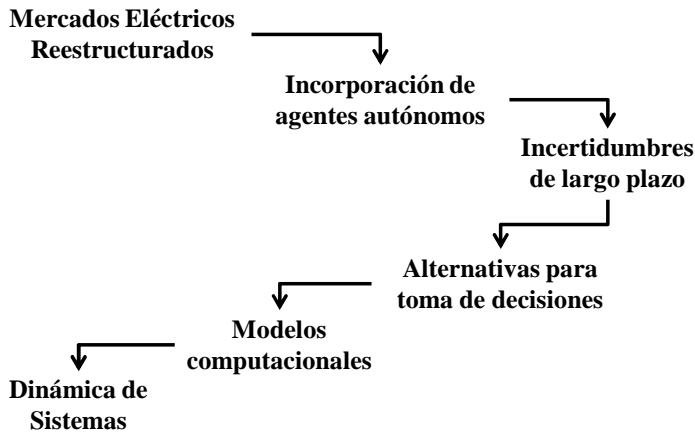 Mercados Eléctricos
Reestructurados
Incorporación de
agentes autónomos
Incertidumbres
de largo plazo
Alternativas para
toma de decisiones
Modelos
computacionales
Dinámica de
Sistemas